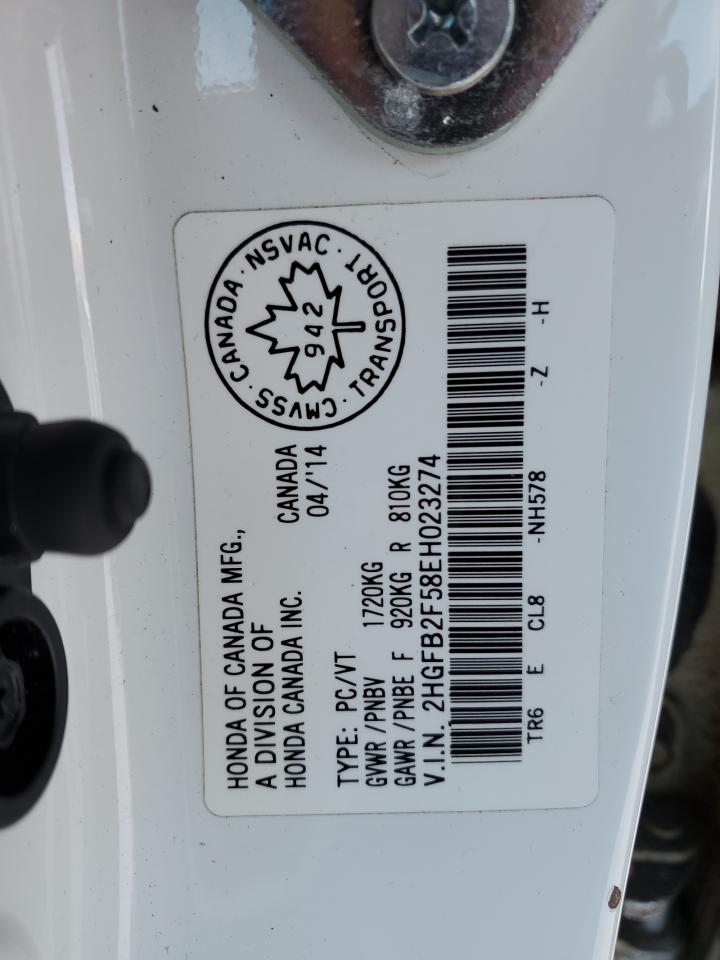 HONDA OF CANADA MFG.,
A DIVISION OF
HONDA CANADA INC.
CANADA
04/'14
TYPE: PC/VT
GVWR /PNBV 1720KG
GAWR /PNBE F 920KG R 810KG
V.I.N. 2HGFB2F58EH023274
TR6 E CL8 -NH578 -Z -H
CMVSS · CANADA · NSVAC · TRANSPORT ·
942